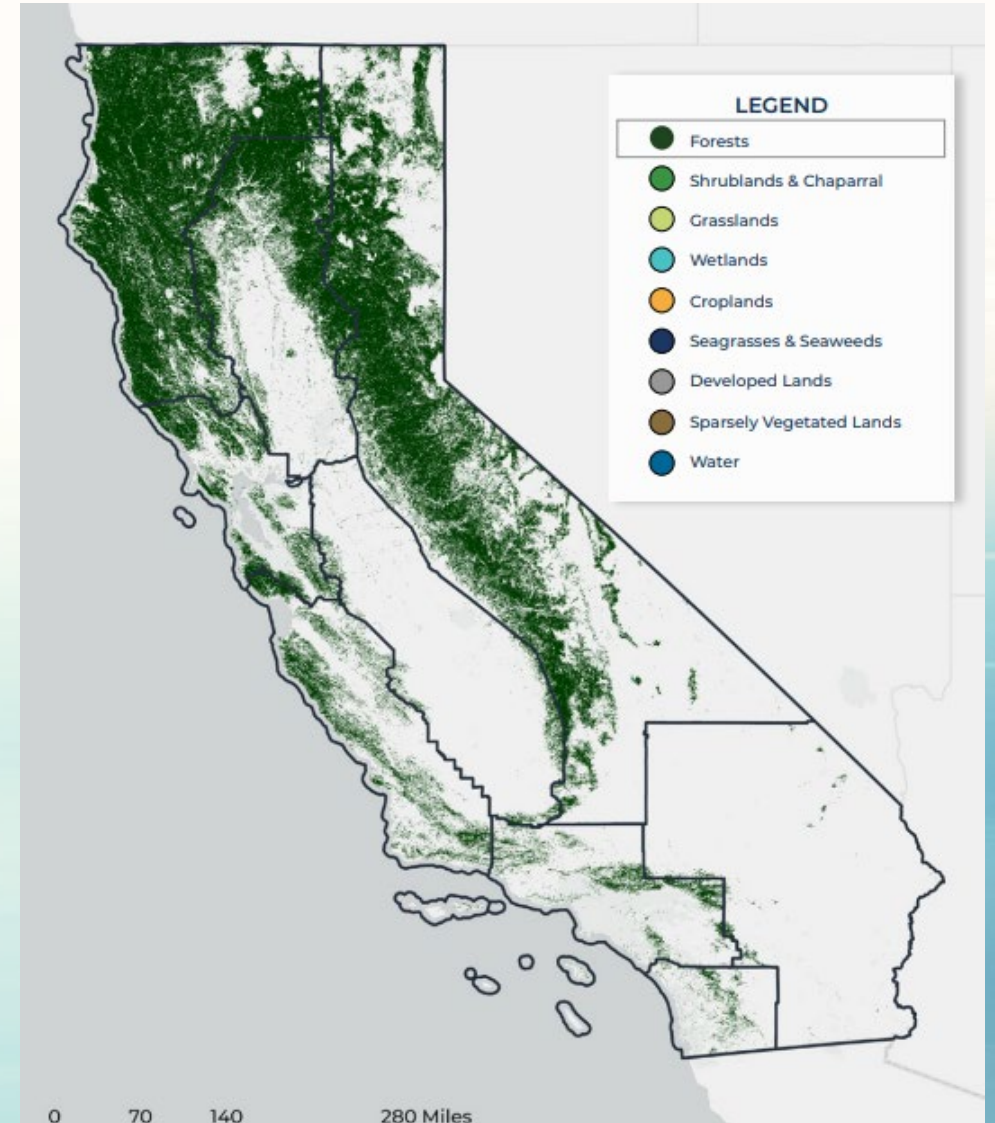 LEGEND
Forests
Shrublands & Chaparral
Grasslands
Wetlands
Croplands
Seagrasses & Seaweeds
Developed Lands
Sparsely Vegetated Lands
Water
0 70 140 280 Miles